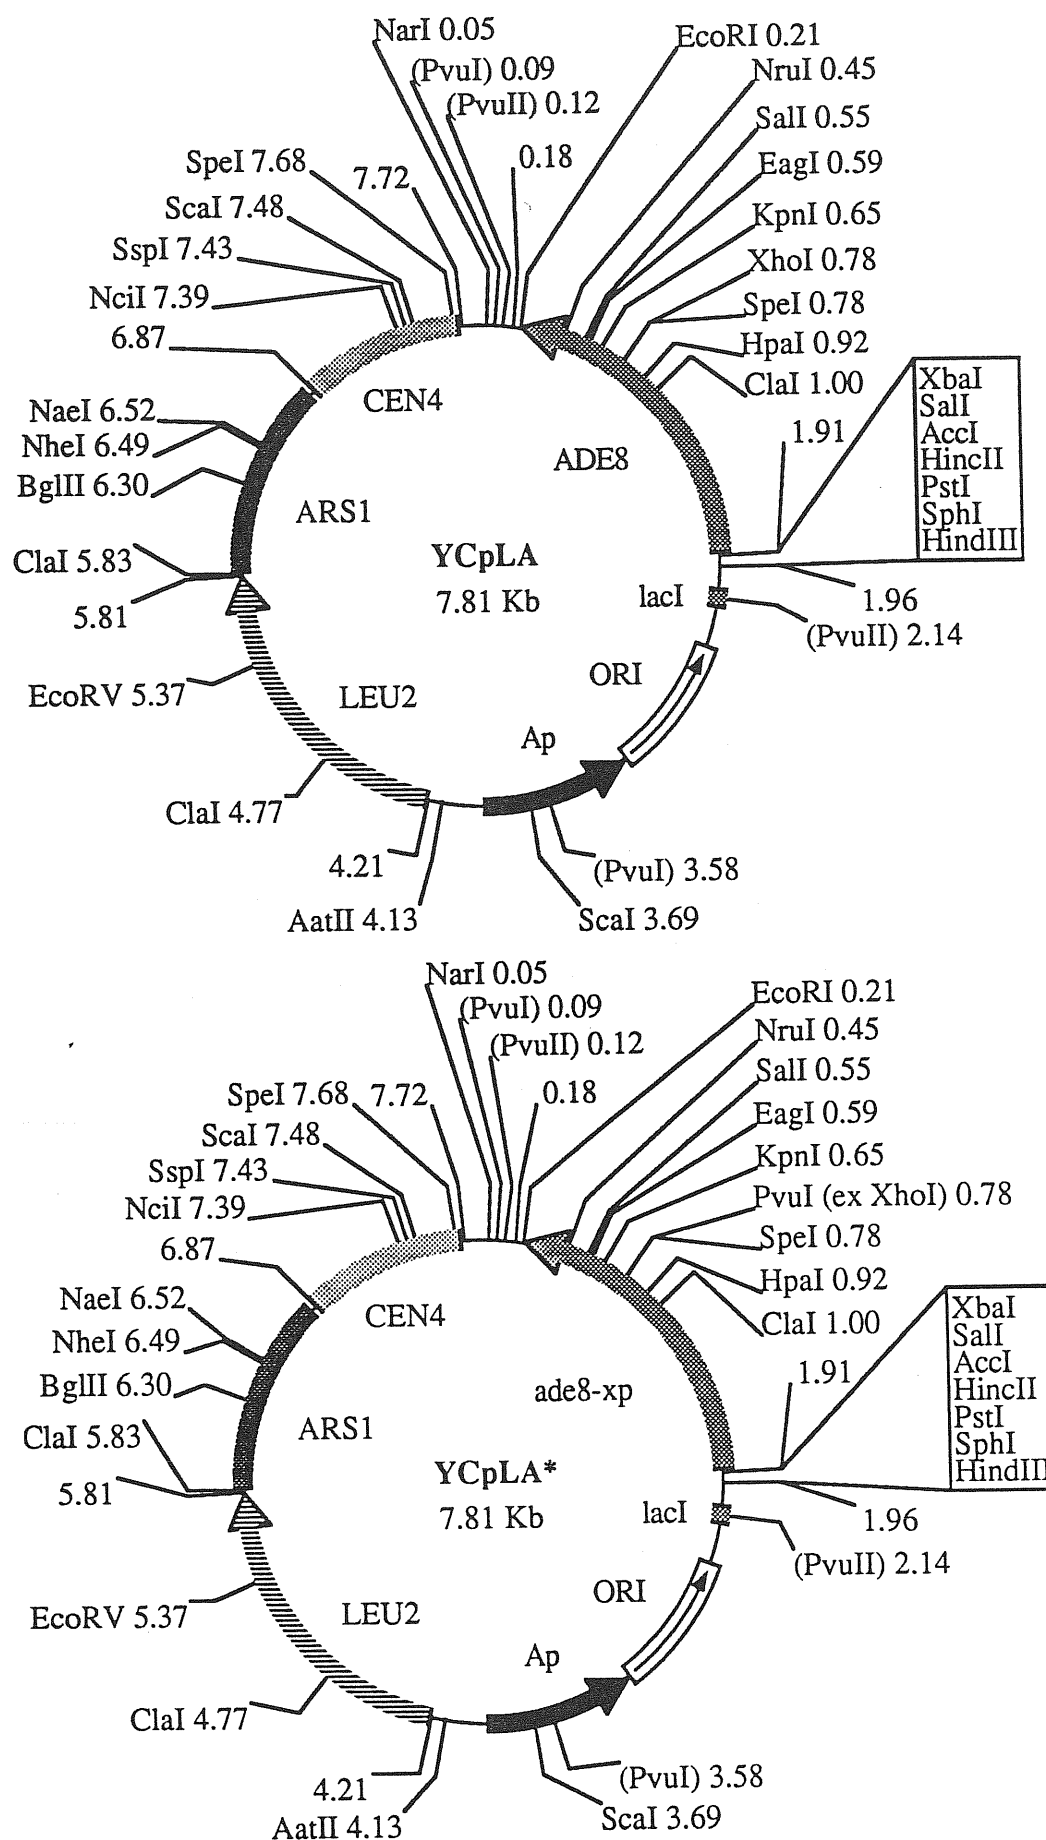 NarI 0.05
(PvuI) 0.09
(PvuII) 0.12
0.18
EcoRI 0.21
NruI 0.45
SalI 0.55
EagI 0.59
KpnI 0.65
XhoI 0.78
SpeI 0.78
HpaI 0.92
ClaI 1.00
1.91
XbaI
SalI
AccI
HincII
PstI
SphI
HindIII
1.96
(PvuII) 2.14
(PvuI) 3.58
ScaI 3.69
AatII 4.13
4.21
ClaI 4.77
EcoRV 5.37
5.81
ClaI 5.83
BglII 6.30
NheI 6.49
NaeI 6.52
6.87
NciI 7.39
SspI 7.43
ScaI 7.48
SpeI 7.68
7.72
CEN4
ADE8
ARS1
YCpLA
7.81 Kb
lacI
ORI
LEU2
Ap
NarI 0.05
(PvuI) 0.09
(PvuII) 0.12
0.18
EcoRI 0.21
NruI 0.45
SalI 0.55
EagI 0.59
KpnI 0.65
PvuI (ex XhoI) 0.78
SpeI 0.78
HpaI 0.92
ClaI 1.00
1.91
XbaI
SalI
AccI
HincII
PstI
SphI
HindIII
1.96
(PvuII) 2.14
(PvuI) 3.58
ScaI 3.69
AatII 4.13
4.21
ClaI 4.77
EcoRV 5.37
5.81
ClaI 5.83
BglII 6.30
NheI 6.49
NaeI 6.52
6.87
NciI 7.39
SspI 7.43
ScaI 7.48
SpeI 7.68
7.72
CEN4
ade8-xp
ARS1
YCpLA*
7.81 Kb
lacI
ORI
LEU2
Ap